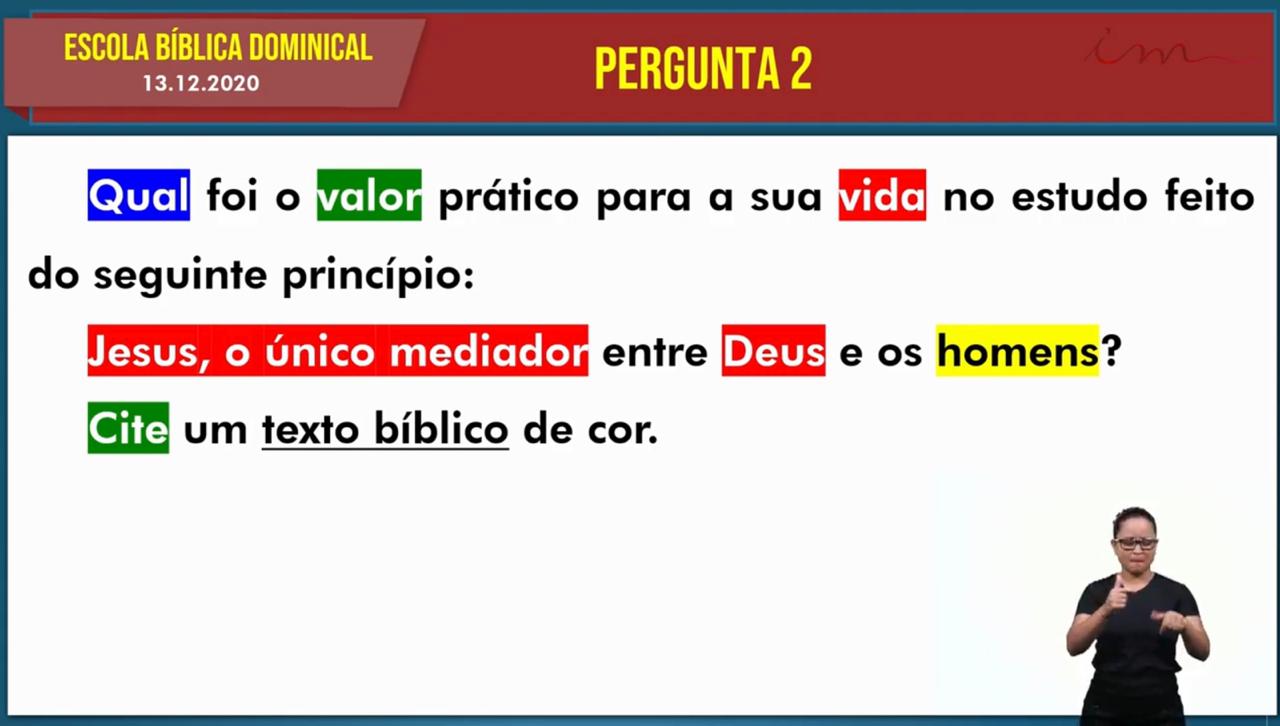 ESCOLA BÍBLICA DOMINICAL
13.12.2020
PERGUNTA 2
im
Qual foi o valor prático para a sua vida no estudo feito
do seguinte princípio:
Jesus, o único mediador entre Deus e os homens?
Cite um texto bíblico de cor.